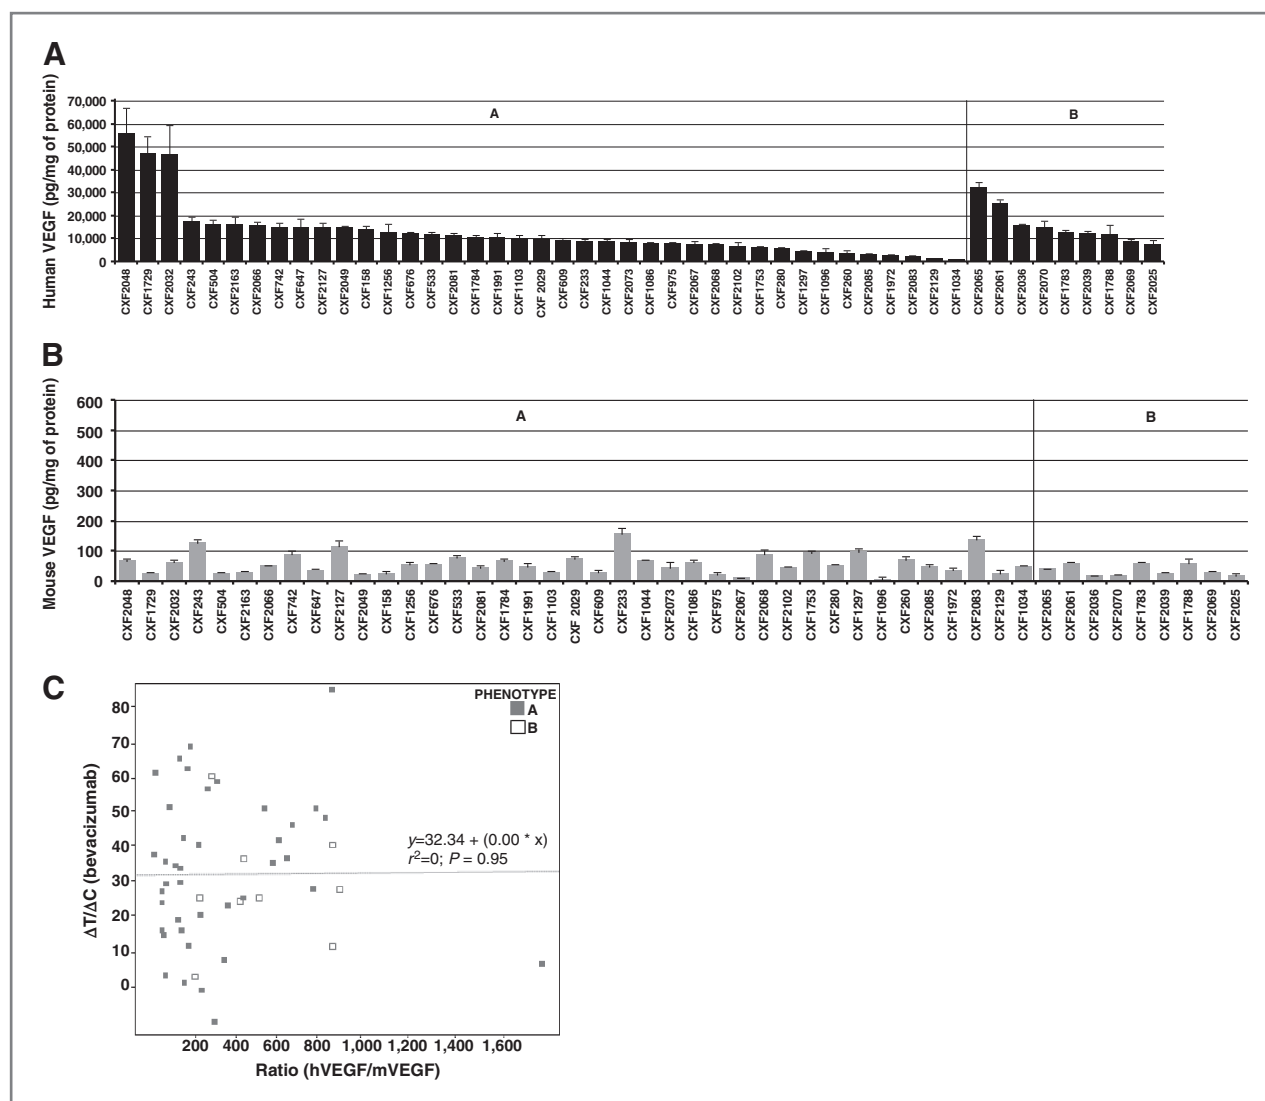 A
Human VEGF (pg/mg of protein)
70,000
60,000
50,000
40,000
30,000
20,000
10,000
0
A
B
CXF2048
CXF1729
CXF2032
CXF243
CXF504
CXF2163
CXF2066
CXF742
CXF647
CXF2127
CXF2049
CXF158
CXF1256
CXF676
CXF533
CXF2081
CXF1784
CXF1991
CXF1103
CXF 2029
CXF609
CXF233
CXF1044
CXF2073
CXF1086
CXF975
CXF2067
CXF2068
CXF2102
CXF1753
CXF280
CXF1297
CXF1096
CXF260
CXF2085
CXF1972
CXF2083
CXF2129
CXF1034
CXF2065
CXF2061
CXF2036
CXF2070
CXF1783
CXF2039
CXF1788
CXF2069
CXF2025
B
Mouse VEGF (pg/mg of protein)
600
500
400
300
200
100
0
A
B
CXF2048
CXF1729
CXF2032
CXF243
CXF504
CXF2163
CXF2066
CXF742
CXF647
CXF2127
CXF2049
CXF158
CXF1256
CXF676
CXF533
CXF2081
CXF1784
CXF1991
CXF1103
CXF 2029
CXF609
CXF233
CXF1044
CXF2073
CXF1086
CXF975
CXF2067
CXF2068
CXF2102
CXF1753
CXF280
CXF1297
CXF1096
CXF260
CXF2085
CXF1972
CXF2083
CXF2129
CXF1034
CXF2065
CXF2061
CXF2036
CXF2070
CXF1783
CXF2039
CXF1788
CXF2069
CXF2025
C
ΔT/ΔC (bevacizumab)
80
70
60
50
40
30
20
10
0
PHENOTYPE
A
B
y=32.34 + (0.00 * x)
r²=0; P = 0.95
200 400 600 800 1,000 1,200 1,400 1,600
Ratio (hVEGF/mVEGF)